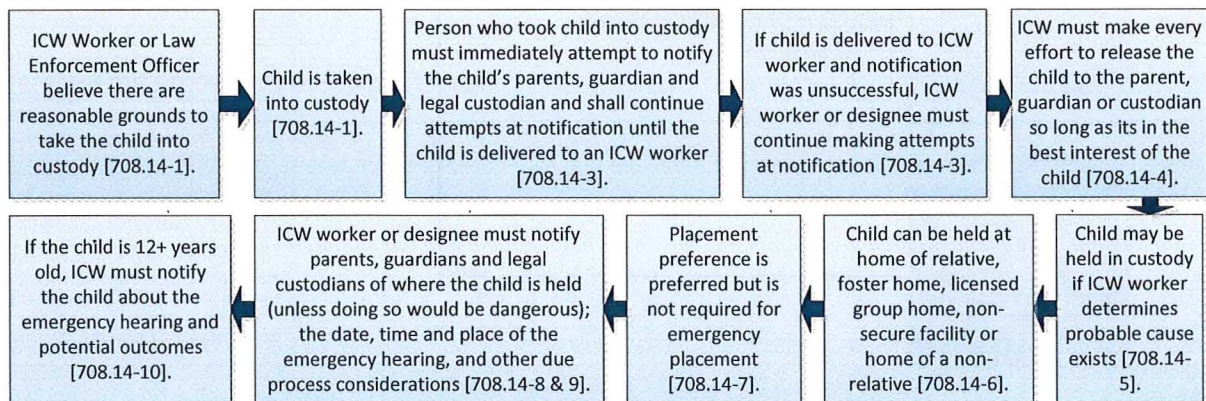 ICW Worker or Law
Enforcement Officer
believe there are
reasonable grounds to
take the child into
custody [708.14-1].
Child is taken
into custody
[708.14-1].
Person who took child into custody
must immediately attempt to notify
the child's parents, guardian and
legal custodian and shall continue
attempts at notification until the
child is delivered to an ICW worker
[708.14-3].
If child is delivered to ICW
worker and notification
was unsuccessful, ICW
worker or designee must
continue making attempts
at notification [708.14-3].
ICW must make every
effort to release the
child to the parent,
guardian or custodian
so long as its in the
best interest of the
child [708.14-4].
Child may be
held in custody
if ICW worker
determines
probable cause
exists [708.14-
5].
Child can be held at
home of relative,
foster home, licensed
group home, non-
secure facility or
home of a non-
relative [708.14-6].
Placement
preference is
preferred but is
not required for
emergency
placement
[708.14-7].
ICW worker or designee must notify
parents, guardians and legal
custodians of where the child is held
(unless doing so would be dangerous);
the date, time and place of the
emergency hearing, and other due
process considerations [708.14-8 & 9].
If the child is 12+ years
old, ICW must notify
the child about the
emergency hearing and
potential outcomes
[708.14-10].